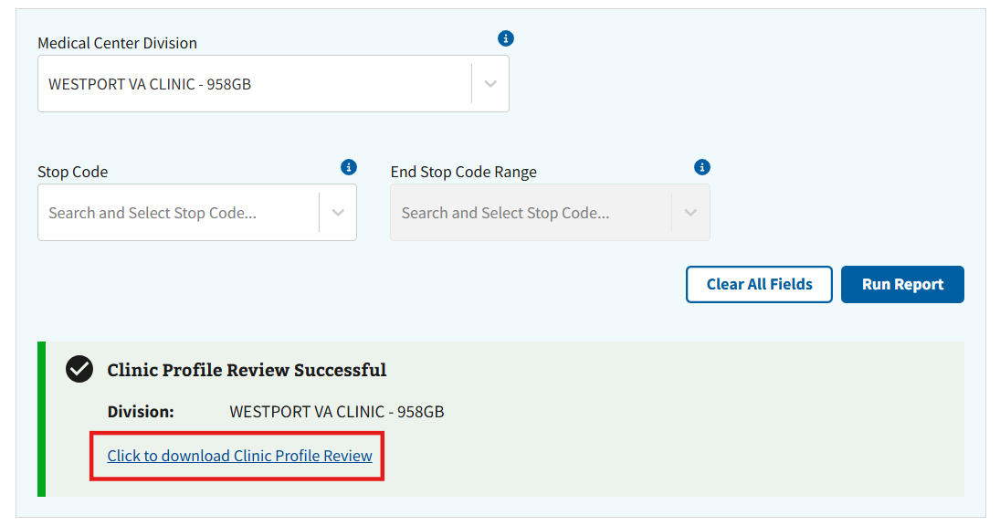 Medical Center Division
WESTPORT VA CLINIC - 958GB
Stop Code
End Stop Code Range
Search and Select Stop Code...
Search and Select Stop Code...
Clear All Fields
Run Report
Clinic Profile Review Successful
Division: WESTPORT VA CLINIC - 958GB
Click to download Clinic Profile Review